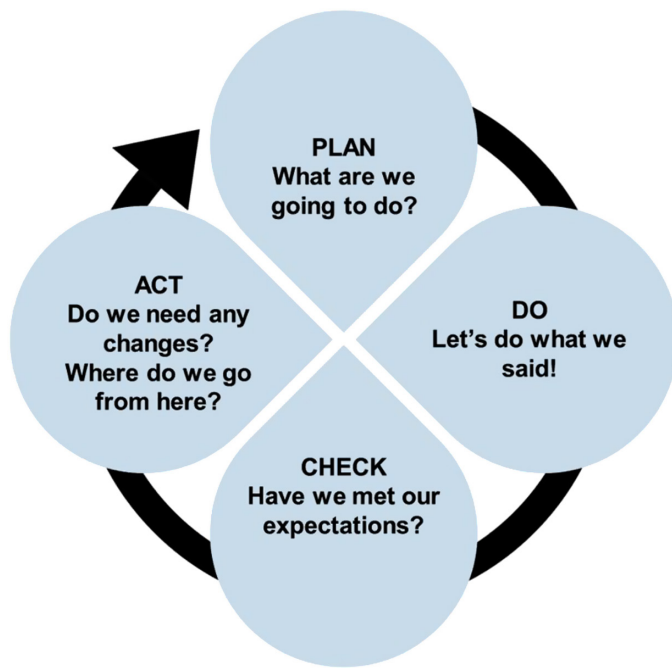 PLAN
What are we
going to do?
DO
Let's do what we
said!
CHECK
Have we met our
expectations?
ACT
Do we need any
changes?
Where do we go
from here?